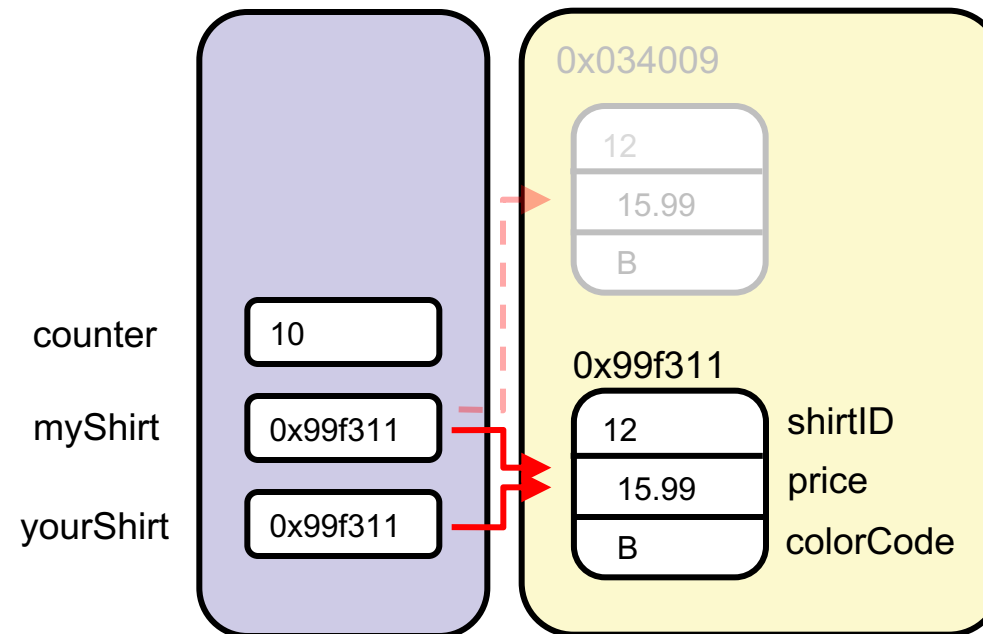 0x034009
12
15.99
B
counter
10
0x99f311
myShirt
0x99f311
12
shirtID
15.99
price
yourShirt
0x99f311
B
colorCode